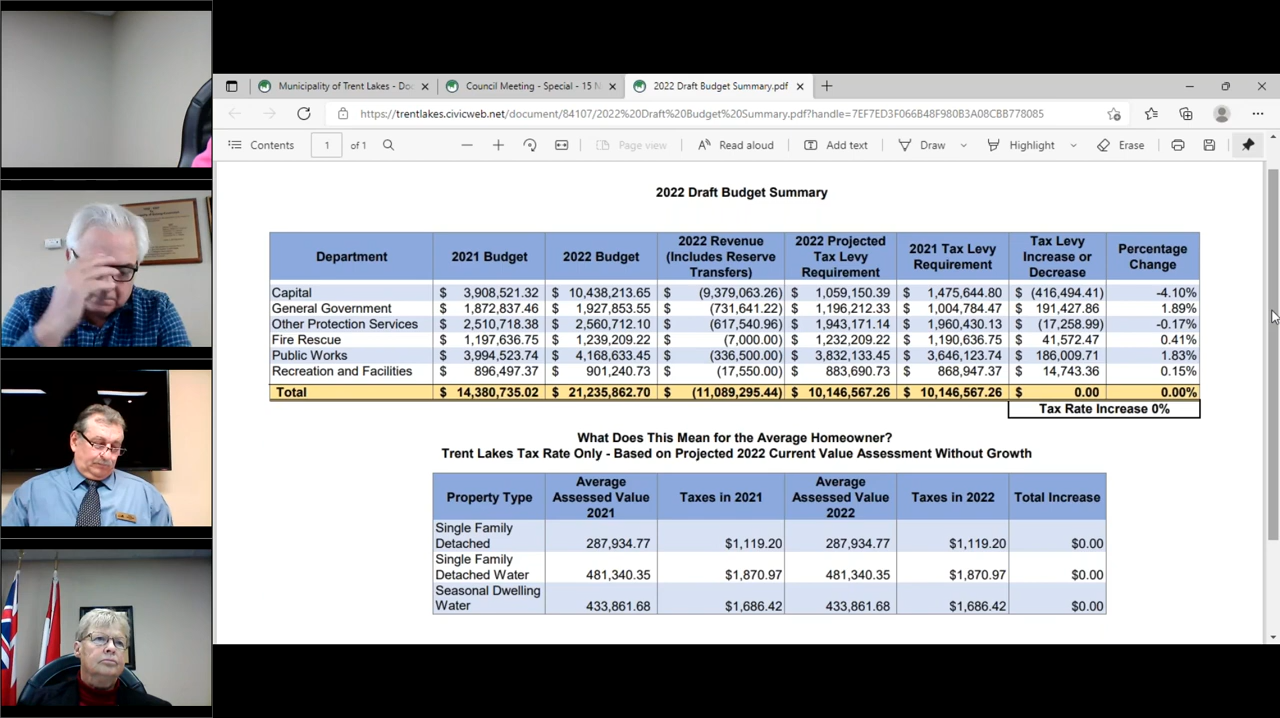 Municipality of Trent Lakes - Doc
Council Meeting - Special - 15 N
2022 Draft Budget Summary.pdf
https://trentlakes.civicweb.net/document/84107/2022%20Draft%20Budget%20Summary.pdf?handle=7EF7ED3F066B48F980B3A08CBB778085
Contents 1 of 1 Page view Read aloud Add text Draw Highlight Erase
2022 Draft Budget Summary
Department 2021 Budget 2022 Budget 2022 Revenue (Includes Reserve Transfers) 2022 Projected Tax Levy Requirement 2021 Tax Levy Requirement Tax Levy Increase or Decrease Percentage Change
Capital $ 3,908,521.32 $ 10,438,213.65 $ (9,379,063.26) $ 1,059,150.39 $ 1,475,644.80 $ (416,494.41) -4.10%
General Government $ 1,872,837.46 $ 1,927,853.55 $ (731,641.22) $ 1,196,212.33 $ 1,004,784.47 $ 191,427.86 1.89%
Other Protection Services $ 2,510,718.38 $ 2,560,712.10 $ (617,540.96) $ 1,943,171.14 $ 1,960,430.13 $ (17,258.99) -0.17%
Fire Rescue $ 1,197,636.75 $ 1,239,209.22 $ (7,000.00) $ 1,232,209.22 $ 1,190,636.75 $ 41,572.47 0.41%
Public Works $ 3,994,523.74 $ 4,168,633.45 $ (336,500.00) $ 3,832,133.45 $ 3,646,123.74 $ 186,009.71 1.83%
Recreation and Facilities $ 896,497.37 $ 901,240.73 $ (17,550.00) $ 883,690.73 $ 868,947.37 $ 14,743.36 0.15%
Total $ 14,380,735.02 $ 21,235,862.70 $ (11,089,295.44) $ 10,146,567.26 $ 10,146,567.26 $ 0.00 0.00%
Tax Rate Increase 0%
What Does This Mean for the Average Homeowner?
Trent Lakes Tax Rate Only - Based on Projected 2022 Current Value Assessment Without Growth
Property Type Average Assessed Value 2021 Taxes in 2021 Average Assessed Value 2022 Taxes in 2022 Total Increase
Single Family Detached 287,934.77 $1,119.20 287,934.77 $1,119.20 $0.00
Single Family Detached Water 481,340.35 $1,870.97 481,340.35 $1,870.97 $0.00
Seasonal Dwelling Water 433,861.68 $1,686.42 433,861.68 $1,686.42 $0.00